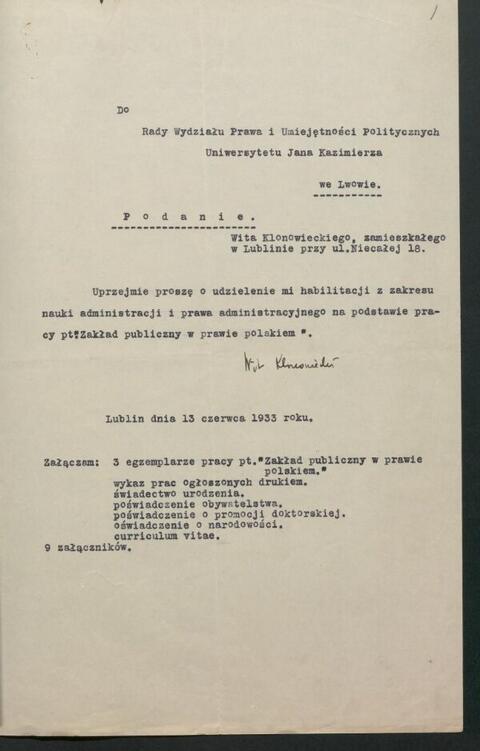 1
Do
Rady Wydziału Prawa i Umiejętności Politycznych
Uniwersytetu Jana Kazimierza
we Lwowie.
Podanie.
Wita Klonowieckiego, zamieszkałego
w Lublinie przy ul.Niecałej 18.
Uprzejmie proszę o udzielenie mi habilitacji z zakresu
nauki administracji i prawa administracyjnego na podstawie pra-
cy pt."Zakład publiczny w prawie polskiem ".
Wit Klonowiecki
Lublin dnia 13 czerwca 1933 roku.
Załączam: 3 egzemplarze pracy pt."Zakład publiczny w prawie
polskiem."
wykaz prac ogłoszonych drukiem.
świadectwo urodzenia.
poświadczenie obywatelstwa.
poświadczenie o promocji doktorskiej.
oświadczenie o narodowości.
curriculum vitae.
9 załączników.